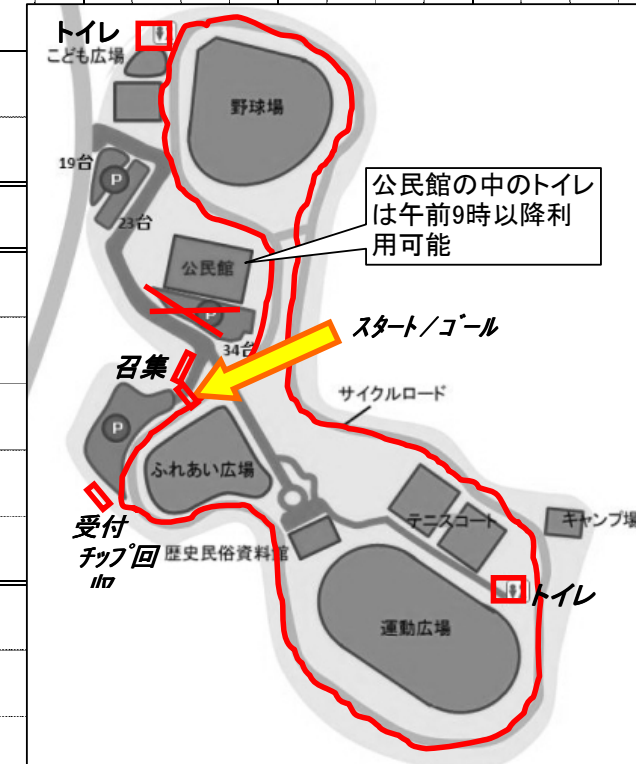 トイレ
こども広場
野球場
19台
P
23台
公民館の中のトイレ
は午前9時以降利
用可能
公民館
P
34台
スタート/ゴール
召集
サイクルロード
P
ふれあい広場
受付
チップ回
収
歴史民俗資料館
テニスコート
キャンプ場
トイレ
運動広場